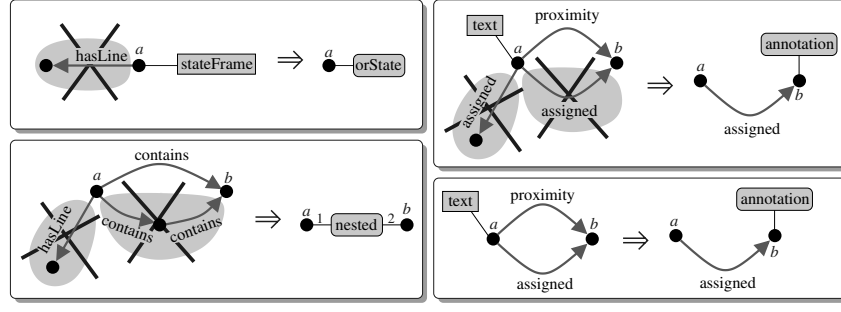 hasLine
a
stateFrame
⇒
a
orState
text
proximity
a
b
assigned
assigned
⇒
a
annotation
b
assigned
contains
a
b
hasLine
contains
contains
⇒
a
1
nested
2
b
text
proximity
a
b
assigned
⇒
a
annotation
b
assigned